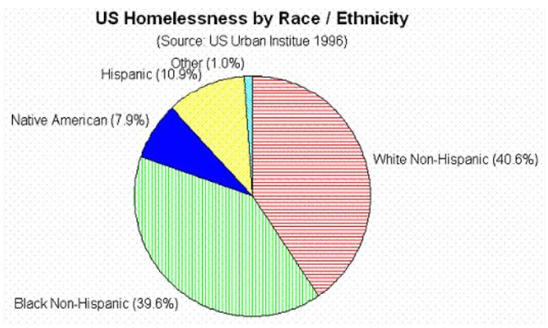 US Homelessness by Race / Ethnicity
(Source: US Urban Institue 1996)
Other (1.0%)
Hispanic (10.9%)
Native American (7.9%)
White Non-Hispanic (40.6%)
Black Non-Hispanic (39.6%)